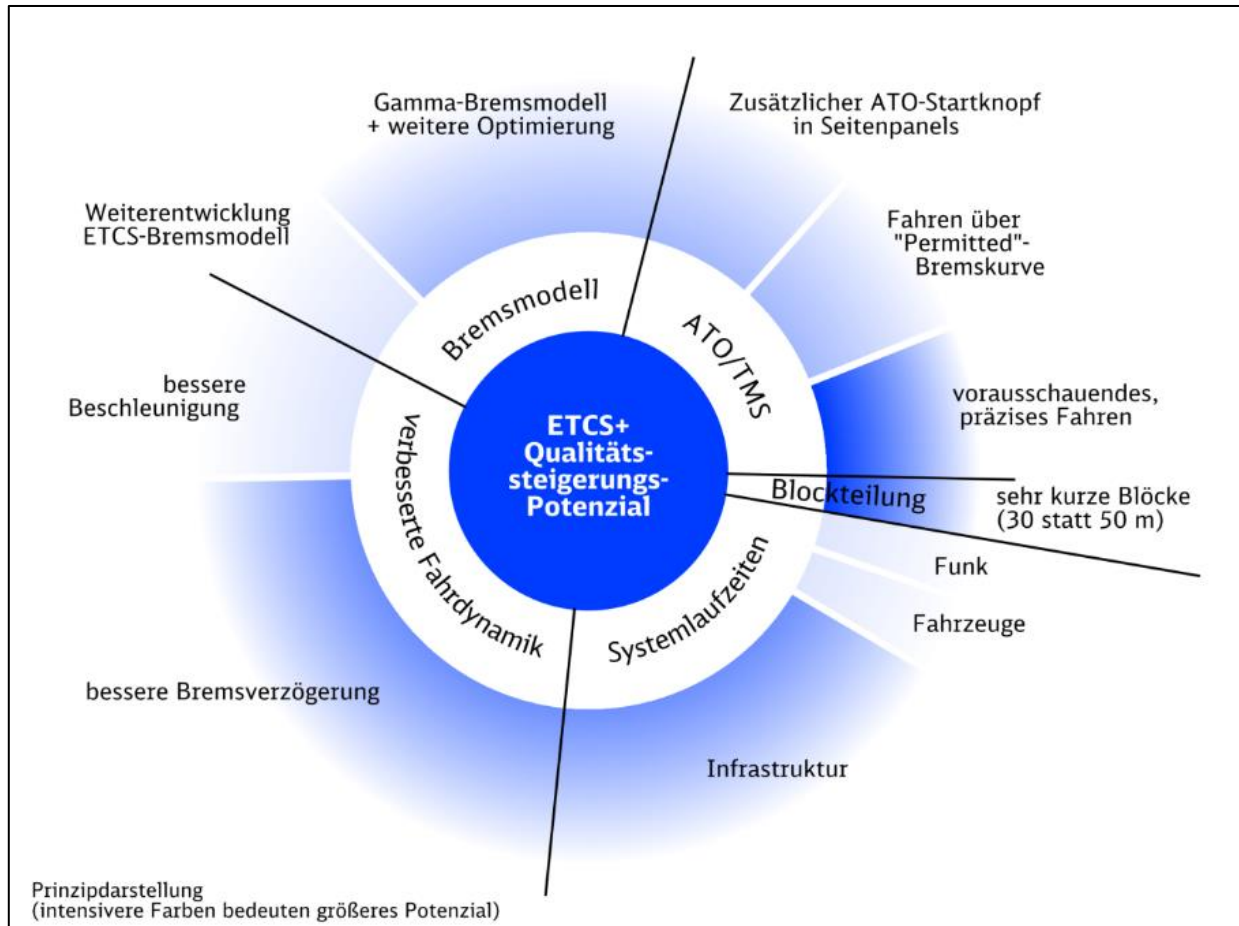 Gamma-Bremsmodell
+ weitere Optimierung
Zusätzlicher ATO-Startknopf
in Seitenpanels
Weiterentwicklung
ETCS-Bremsmodell
Fahren über
"Permitted"-
Bremskurve
Bremsmodell
ATO/TMS
bessere
Beschleunigung
vorausschauendes,
präzises Fahren
ETCS+
Qualitäts-
steigerungs-
Potenzial
Blockteilung
sehr kurze Blöcke
(30 statt 50 m)
verbesserte Fahrdynamik
Systemlaufzeiten
Funk
Fahrzeuge
bessere Bremsverzögerung
Infrastruktur
Prinzipdarstellung
(intensivere Farben bedeuten größeres Potenzial)